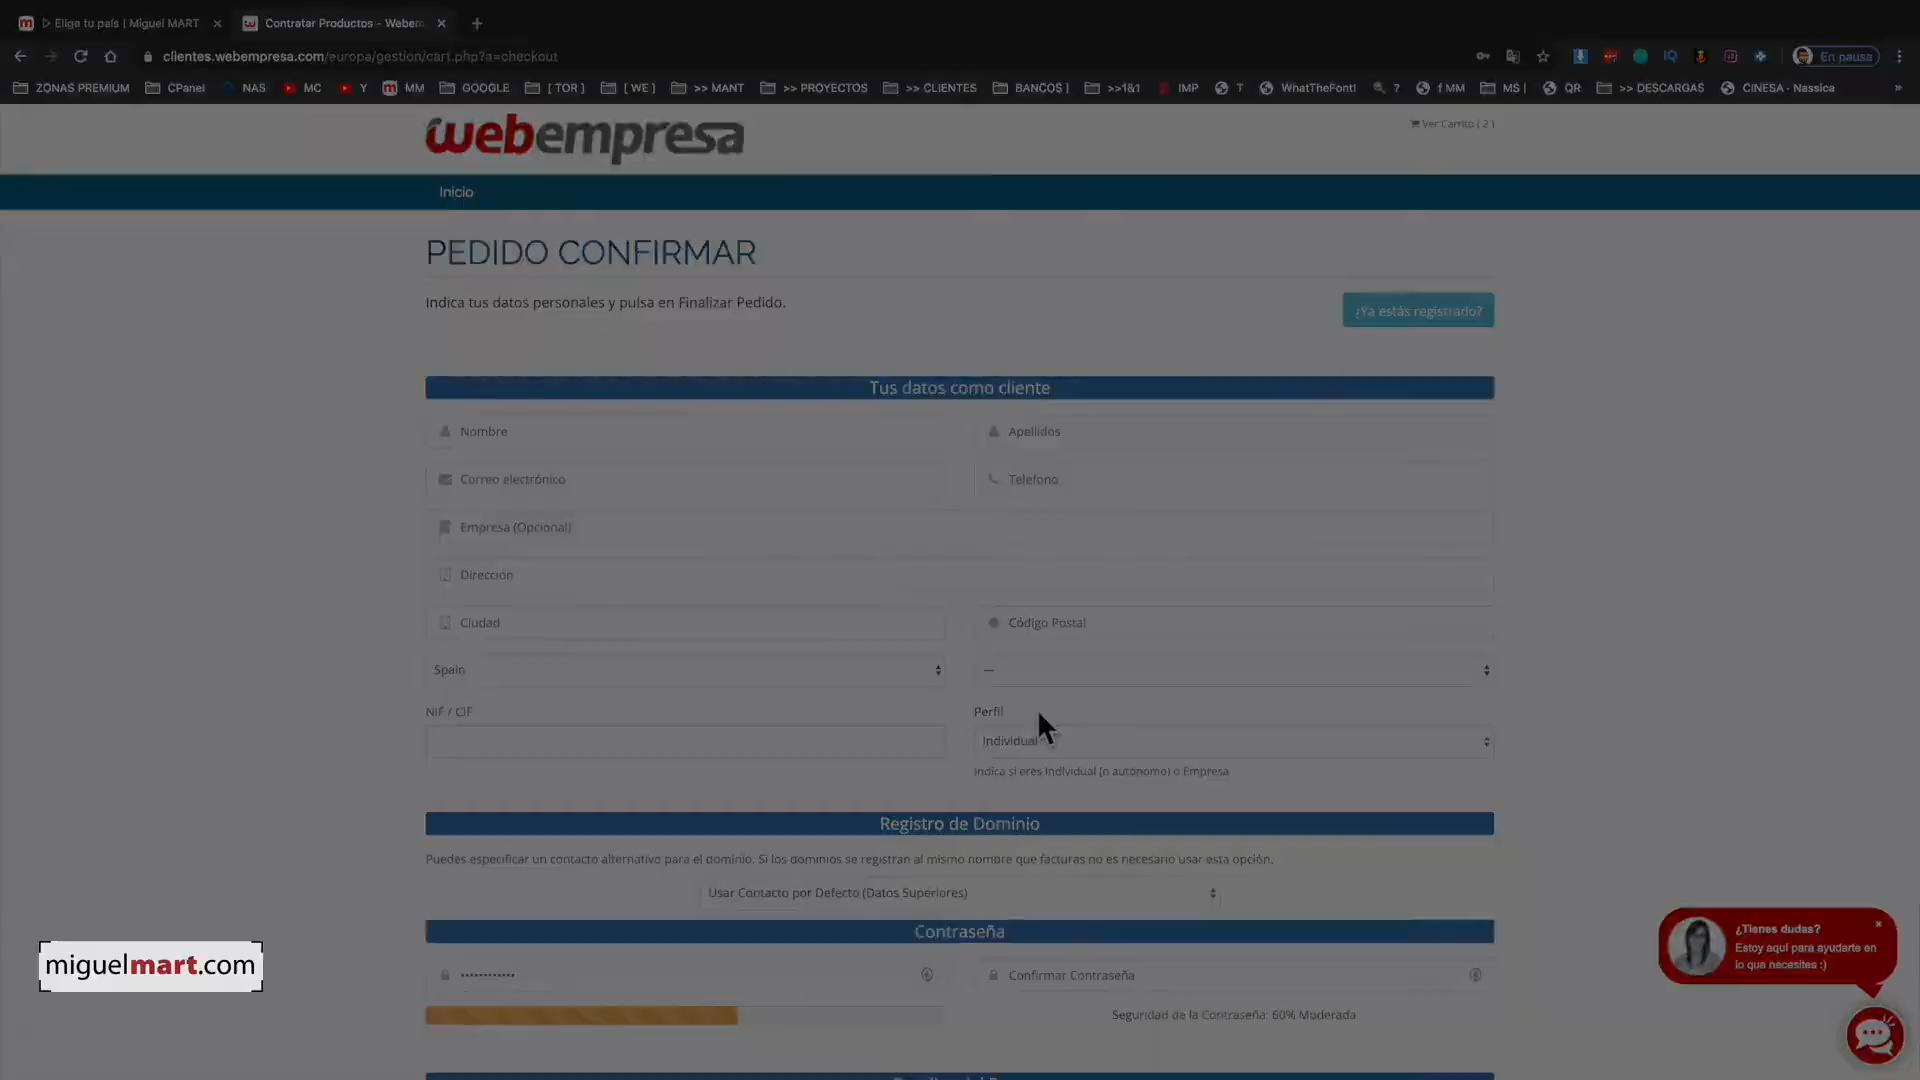 ▷ Elige tu país | Miguel MART
Contratar Productos - Webem
clientes.webempresa.com/europa/gestion/cart.php?a=checkout
En pausa
ZONAS PREMIUM CPanel NAS MC Y MM GOOGLE [ TOR ] [ WE ] >> MANT >> PROYECTOS >> CLIENTES BANCOS | >>1&1 IMP T WhatTheFont! ? f MM MS | QR >> DESCARGAS CINESA - Nassica »
webempresa
Ver Carrito ( 2 )
Inicio
PEDIDO CONFIRMAR
Indica tus datos personales y pulsa en Finalizar Pedido.
¿Ya estás registrado?
Tus datos como cliente
Nombre
Apellidos
Correo electrónico
Telefono
Empresa (Opcional)
Dirección
Ciudad
Código Postal
Spain
—
NIF / CIF
Perfil
Individual
Indica si eres Individual (o autónomo) o Empresa
Registro de Dominio
Puedes especificar un contacto alternativo para el dominio. Si los dominios se registran al mismo nombre que facturas no es necesario usar esta opción.
Usar Contacto por Defecto (Datos Superiores)
Contraseña
••••••••••••
Confirmar Contraseña
Seguridad de la Contraseña: 60% Moderada
¿Tienes dudas?
Estoy aquí para ayudarte en
lo que necesites :)
miguelmart.com